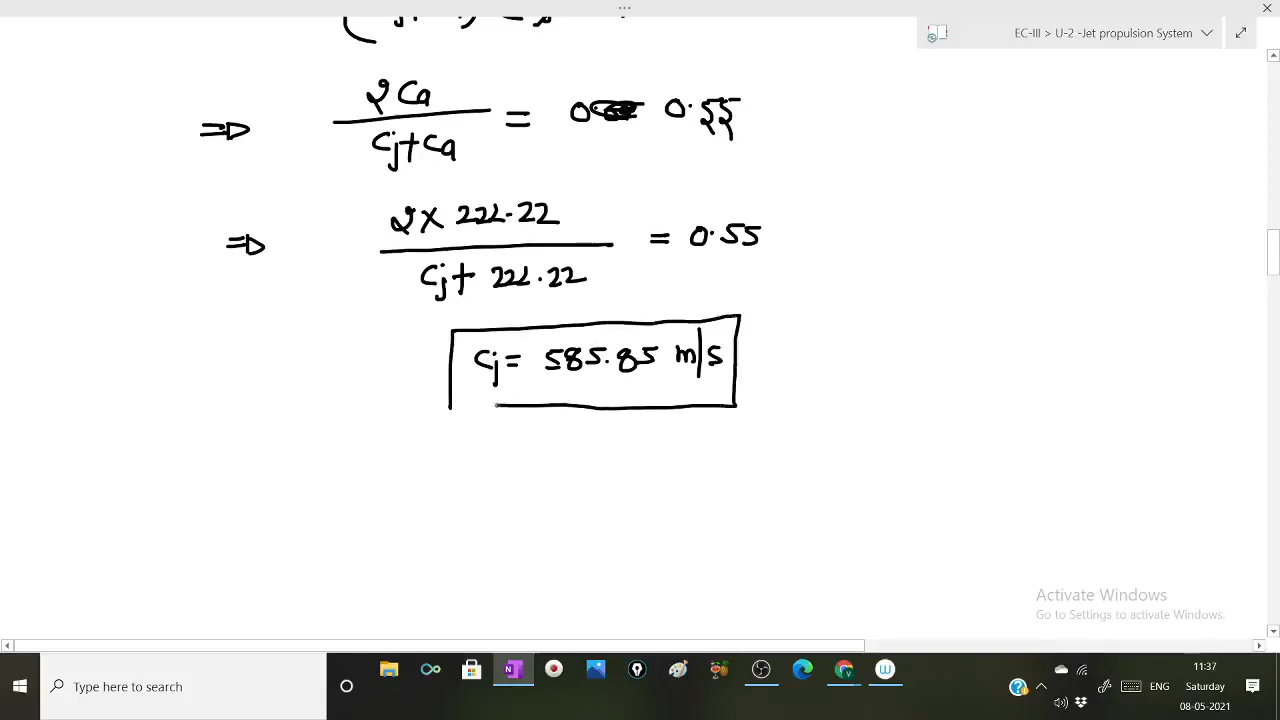 EC-III > U-2 -Jet propulsion System
⇒ 2Ca / Cj+Ca = 0 0.55
⇒ 2 x 222.22 / Cj+ 222.22 = 0.55
Cj = 585.85 m/s
Activate Windows
Go to Settings to activate Windows.
Type here to search
ENG
11:37
Saturday
08-05-2021